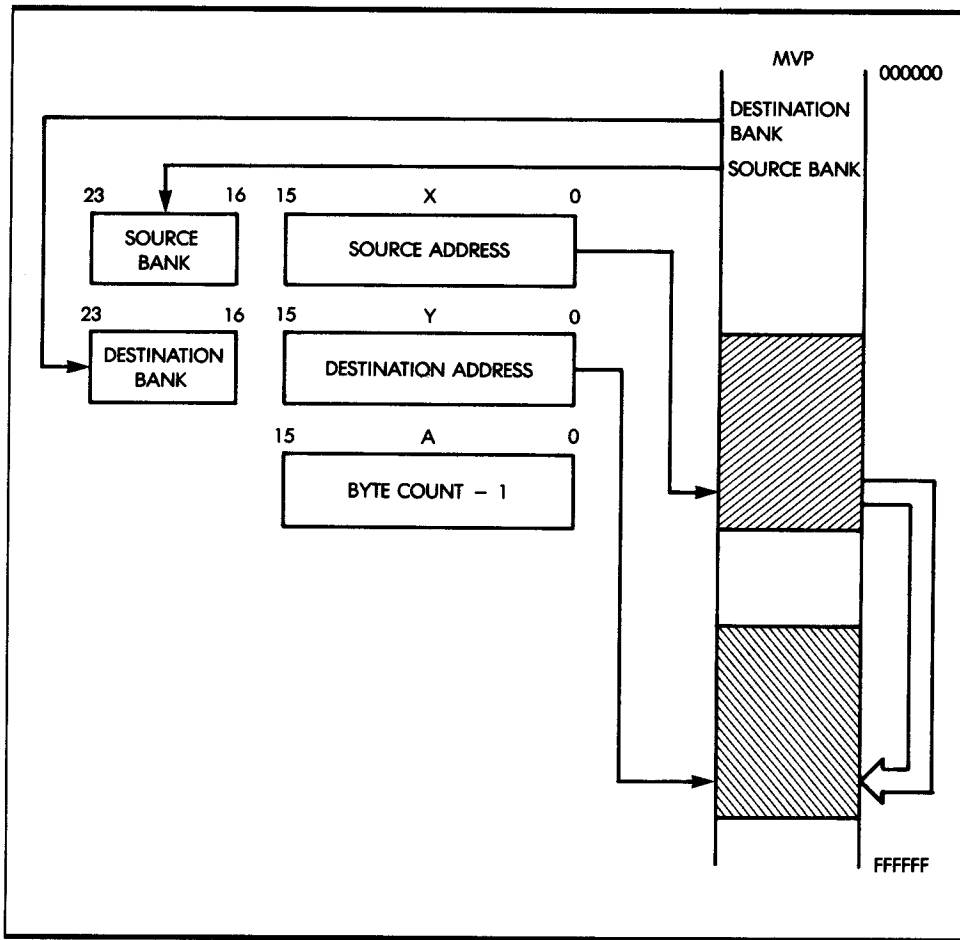 MVP
000000
DESTINATION
BANK
SOURCE BANK
23 16 15 X 0
SOURCE
BANK
SOURCE ADDRESS
23 16 15 Y 0
DESTINATION
BANK
DESTINATION ADDRESS
15 A 0
BYTE COUNT – 1
FFFFFF